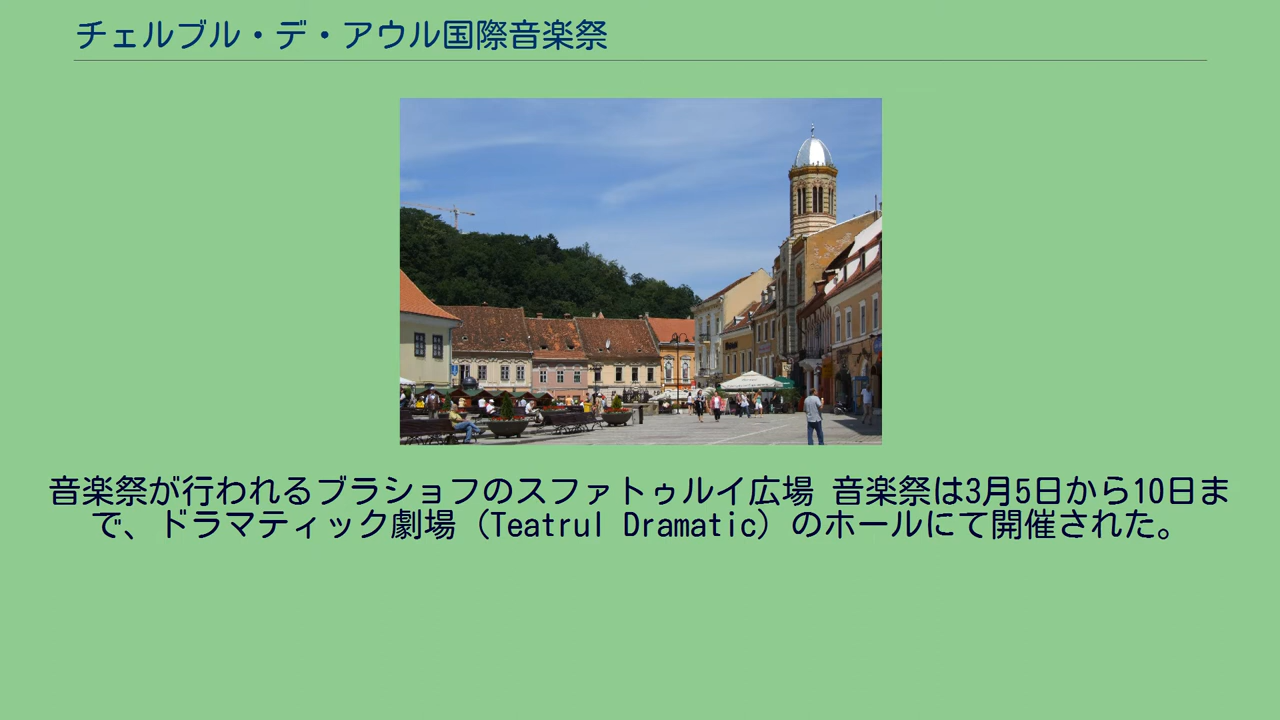 チェルブル・デ・アウル国際音楽祭
音楽祭が行われるブラショフのスファトゥルイ広場 音楽祭は3月5日から10日ま
で、ドラマティック劇場（Teatrul Dramatic）のホールにて開催された。